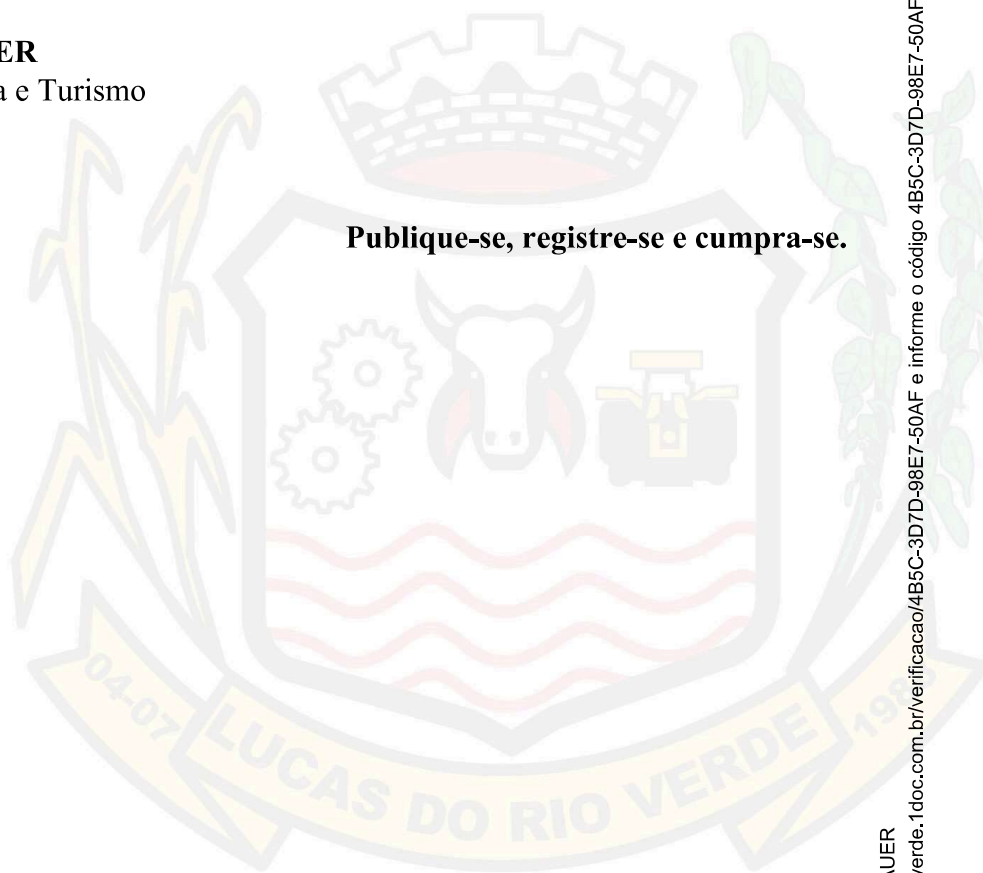 ER
a e Turismo
Publique-se, registre-se e cumpra-se.
04-07
LUCAS DO RIO VERDE
AUER
verde.1doc.com.br/verificacao/4B5C-3D7D-98E7-50AF e informe o código 4B5C-3D7D-98E7-50AF